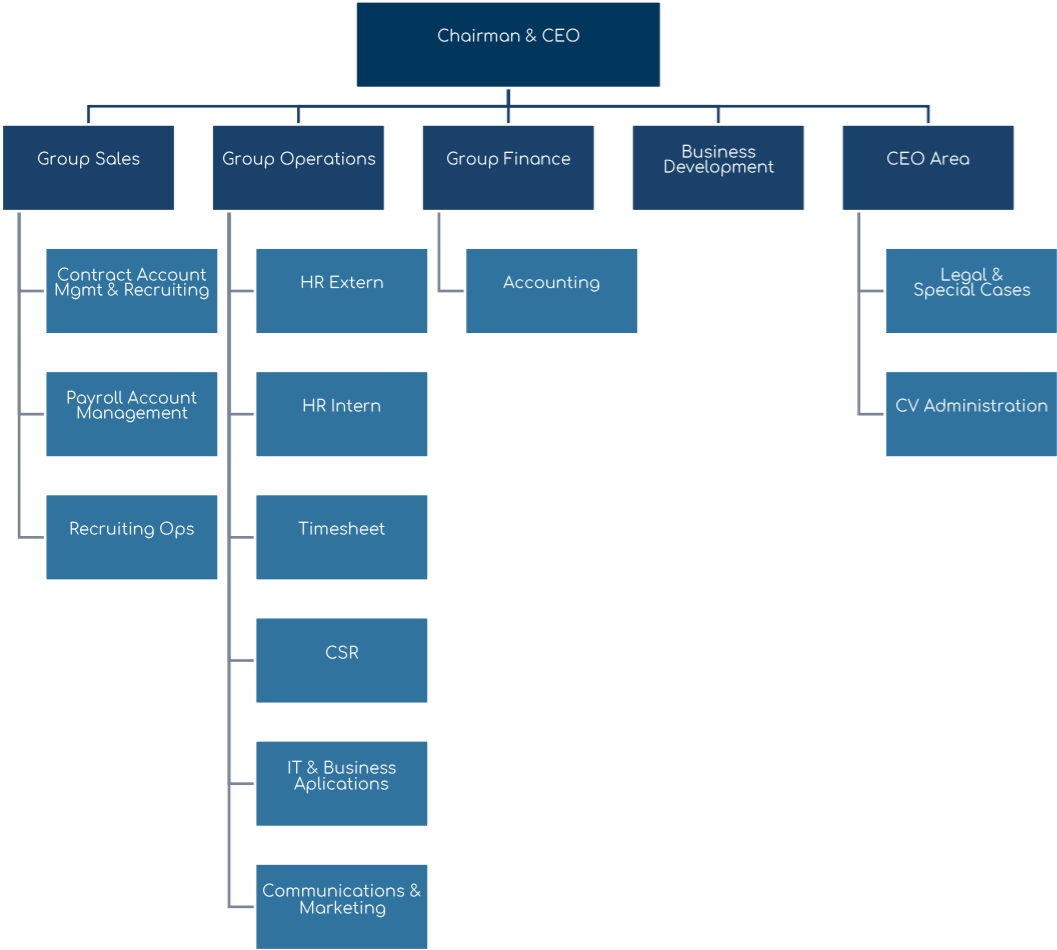 Chairman & CEO
Group Sales
Group Operations
Group Finance
Business
Development
CEO Area
Contract Account
Mgmt & Recruiting
HR Extern
Accounting
Legal &
Special Cases
Payroll Account
Management
HR Intern
CV Administration
Recruiting Ops
Timesheet
CSR
IT & Business
Aplications
Communications &
Marketing